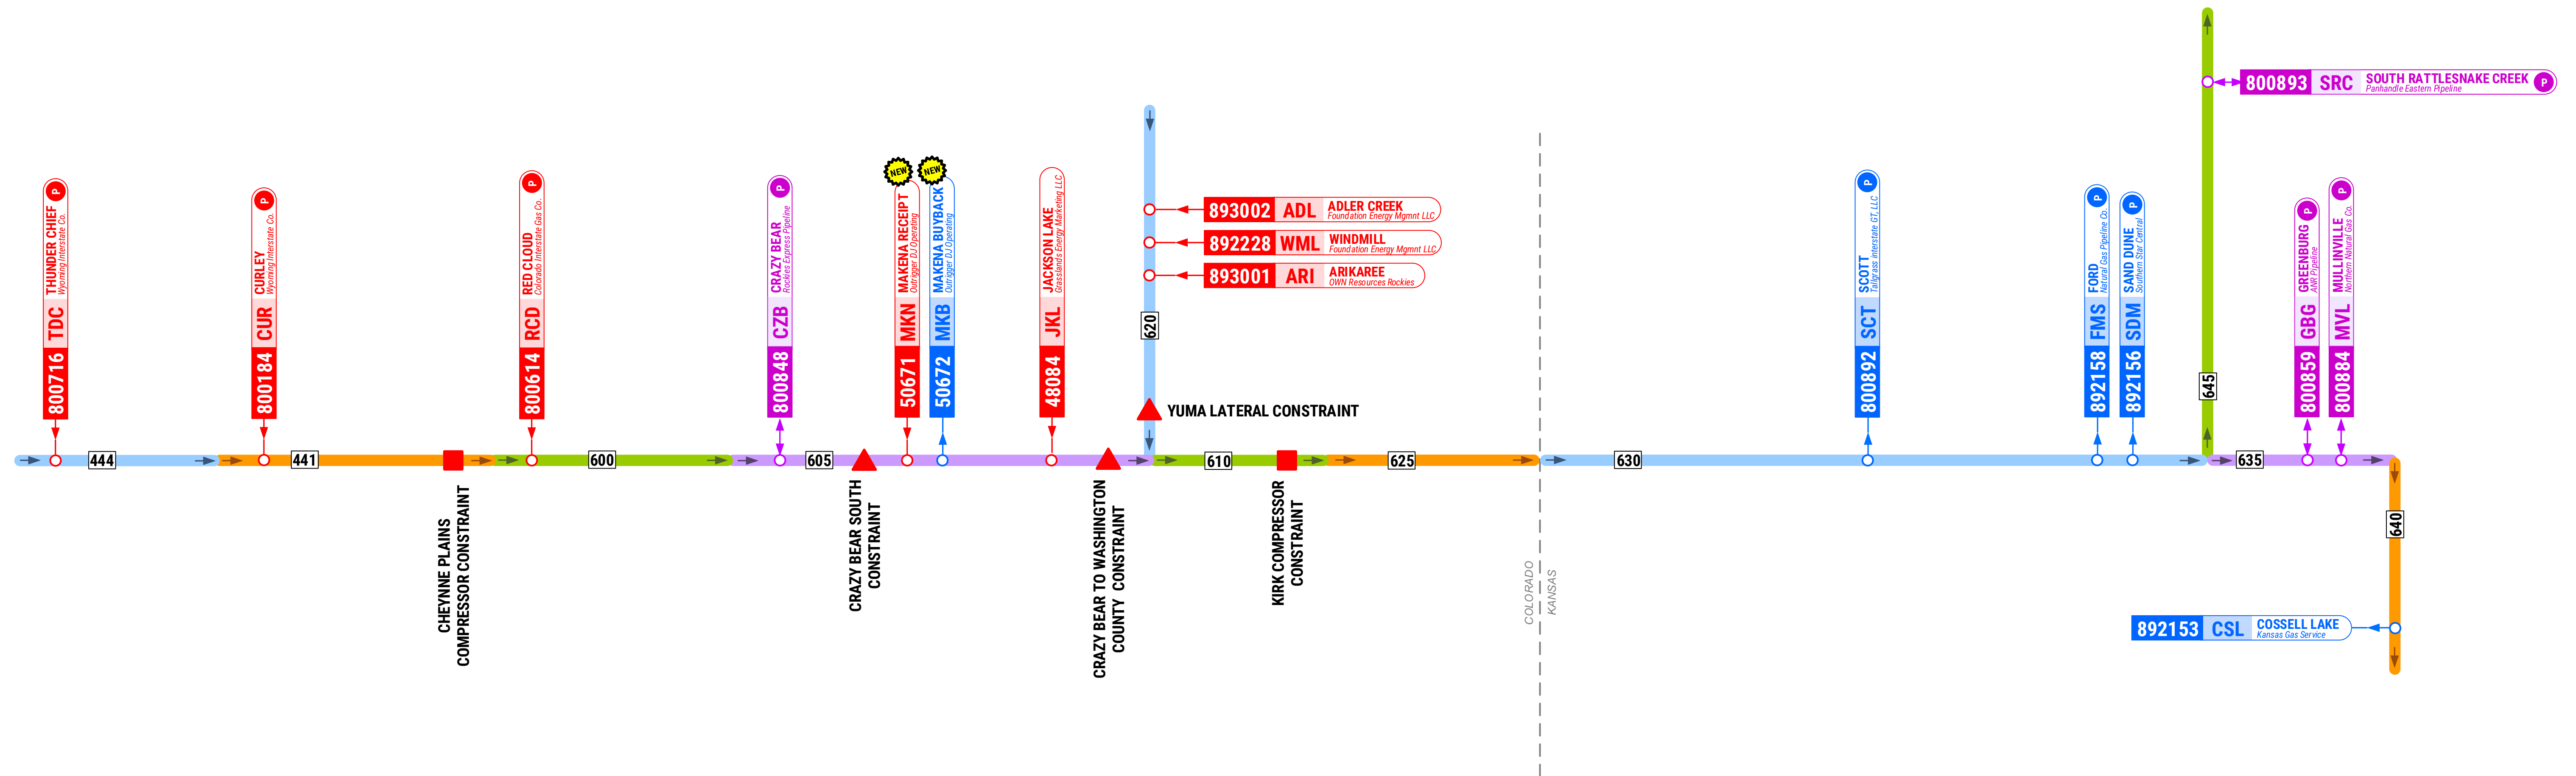 800716 TDC THUNDER CHIEF
Wyoming Interstate Co.
P
800184 CUR CURLEY
Wyoming Interstate Co.
P
800614 RCD RED CLOUD
Colorado Interstate Gas Co.
P
800848 CZB CRAZY BEAR
Rockies Express Pipeline
P
NEW
50671 MKN MAKENA RECEIPT
Outrigger DJ Operating
NEW
50672 MKB MAKENA BUYBACK
Outrigger DJ Operating
48084 JKL JACKSON LAKE
Grasslands Energy Marketing LLC
893002 ADL ADLER CREEK
Foundation Energy Mgmnt LLC
892228 WML WINDMILL
Foundation Energy Mgmnt LLC
893001 ARI ARIKAREE
OWN Resources Rockies
620
YUMA LATERAL CONSTRAINT
800892 SCT SCOTT
Tallgrass Interstate GT, LLC
P
892158 FMS FORD
Natural Gas Pipeline Co.
P
892156 SDM SAND DUNE
Southern Star Central
P
800893 SRC SOUTH RATTLESNAKE CREEK
Panhandle Eastern Pipeline
P
645
800859 GBG GREENBURG
ANR Pipeline
P
800884 MVL MULLINVILLE
Northern Natural Gas Co.
P
444
441
600
605
610
625
630
635
640
CHEYENNE PLAINS
COMPRESSOR CONSTRAINT
CRAZY BEAR SOUTH
CONSTRAINT
CRAZY BEAR TO WASHINGTON
COUNTY CONSTRAINT
KIRK COMPRESSOR
CONSTRAINT
COLORADO
KANSAS
892153 CSL COSSELL LAKE
Kansas Gas Service